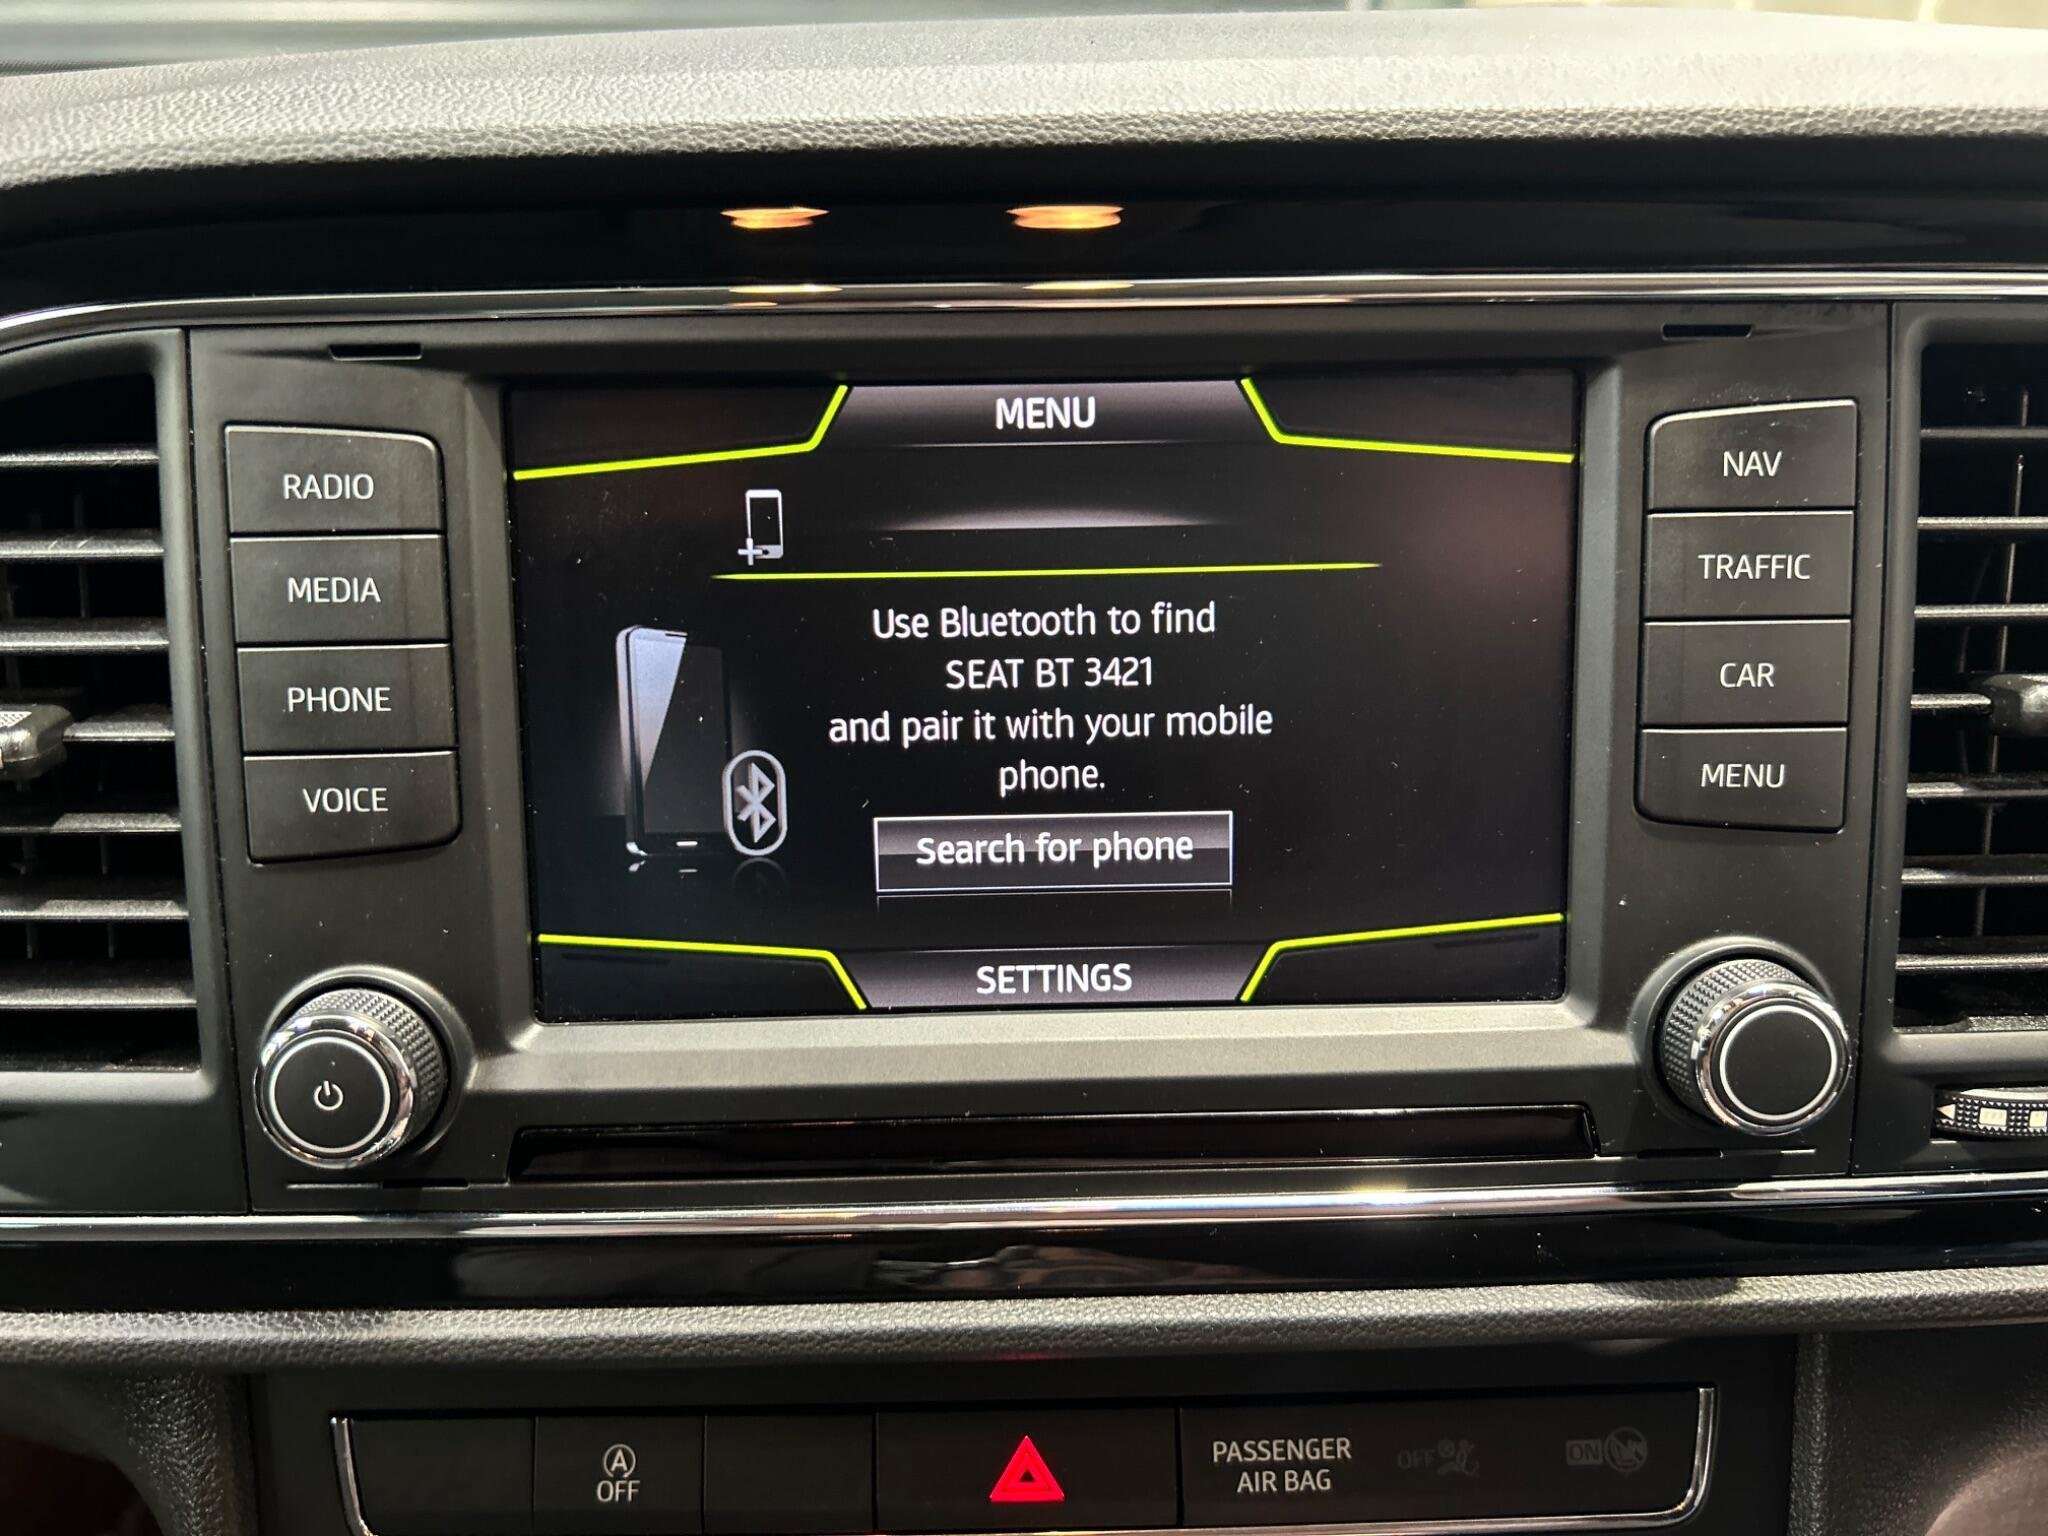 MENU
RADIO
MEDIA
PHONE
VOICE
Use Bluetooth to find
SEAT BT 3421
and pair it with your mobile
phone.
Search for phone
SETTINGS
NAV
TRAFFIC
CAR
MENU
A
OFF
PASSENGER
AIR BAG
OFF
ON